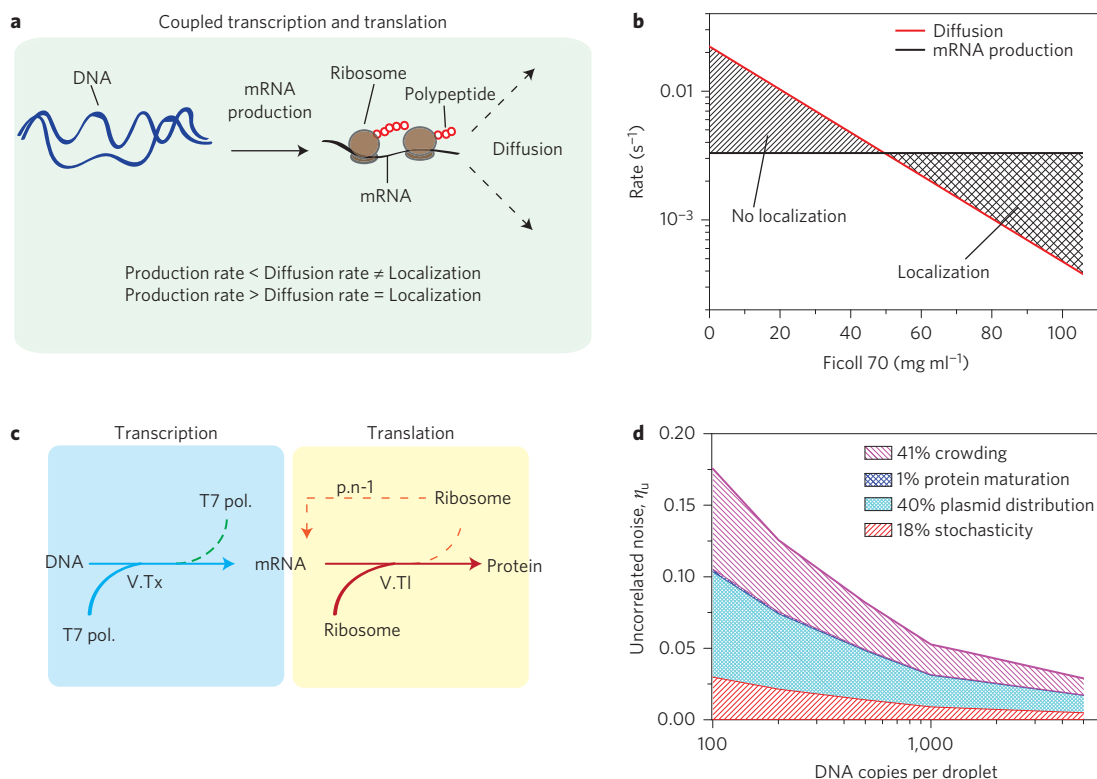 a
Coupled transcription and translation
DNA
mRNA
production
Ribosome
Polypeptide
Diffusion
mRNA
Production rate < Diffusion rate ≠ Localization
Production rate > Diffusion rate = Localization
b
Diffusion
mRNA production
0.01
10⁻³
Rate (s⁻¹)
No localization
Localization
0 20 40 60 80 100
Ficoll 70 (mg ml⁻¹)
c
Transcription
Translation
T7 pol.
p.n-1
Ribosome
DNA
mRNA
Protein
V.Tx
V.Tl
T7 pol.
Ribosome
d
0.20
0.15
0.10
0.05
0.00
Uncorrelated noise, ηu
41% crowding
1% protein maturation
40% plasmid distribution
18% stochasticity
100 1,000
DNA copies per droplet